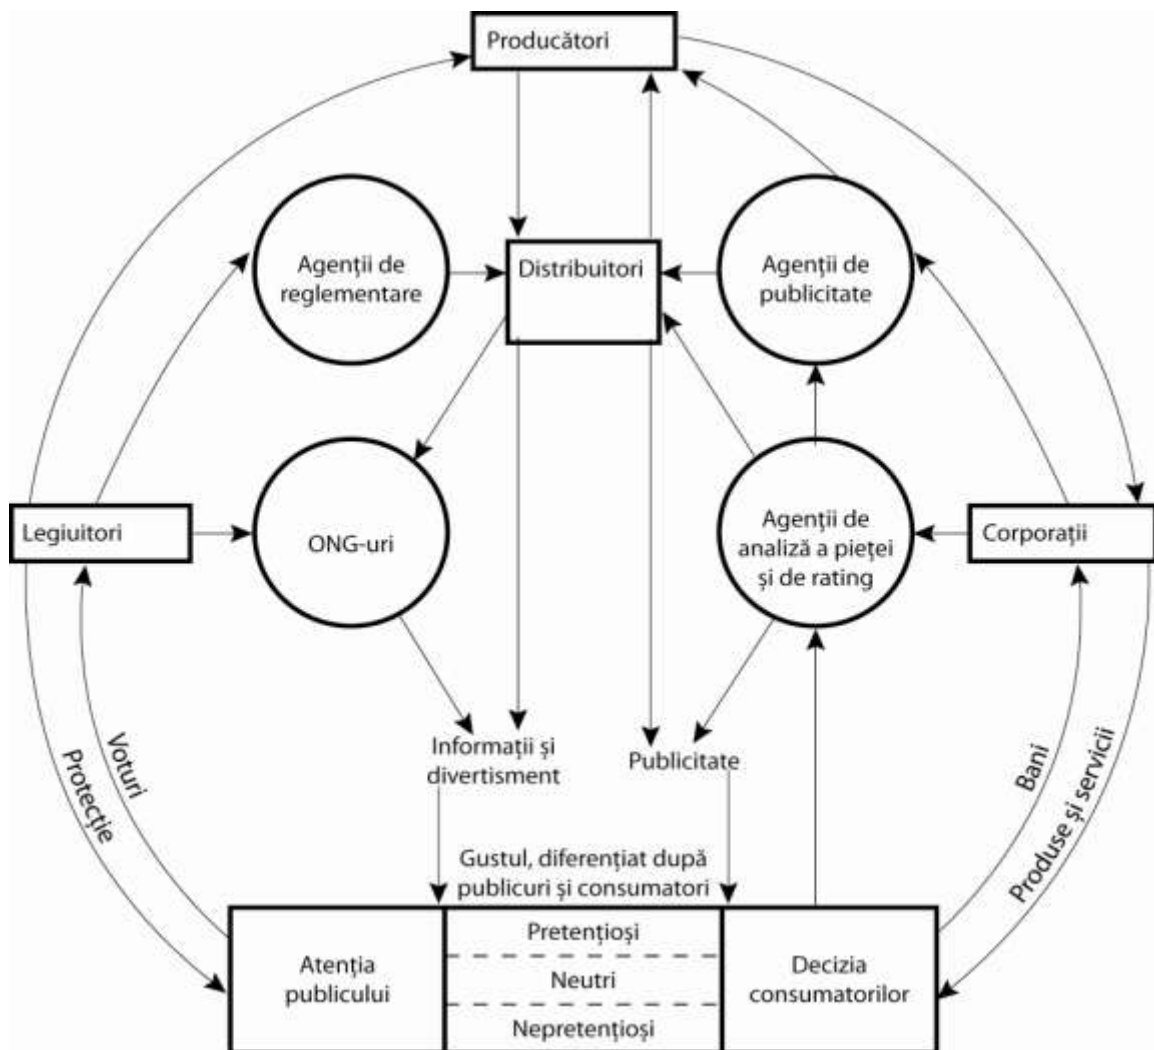 Producători
Agenții de
reglementare
Distribuitori
Agenții de
publicitate
Legiuitori
ONG-uri
Agenții de
analiză a pieței
și de rating
Corporații
Protecție
Voturi
Informații și
divertisment
Publicitate
Bani
Produse și servicii
Gustul, diferențiat după
publicuri și consumatori
Atenția
publicului
Pretențioși
Neutri
Nepretențioși
Decizia
consumatorilor